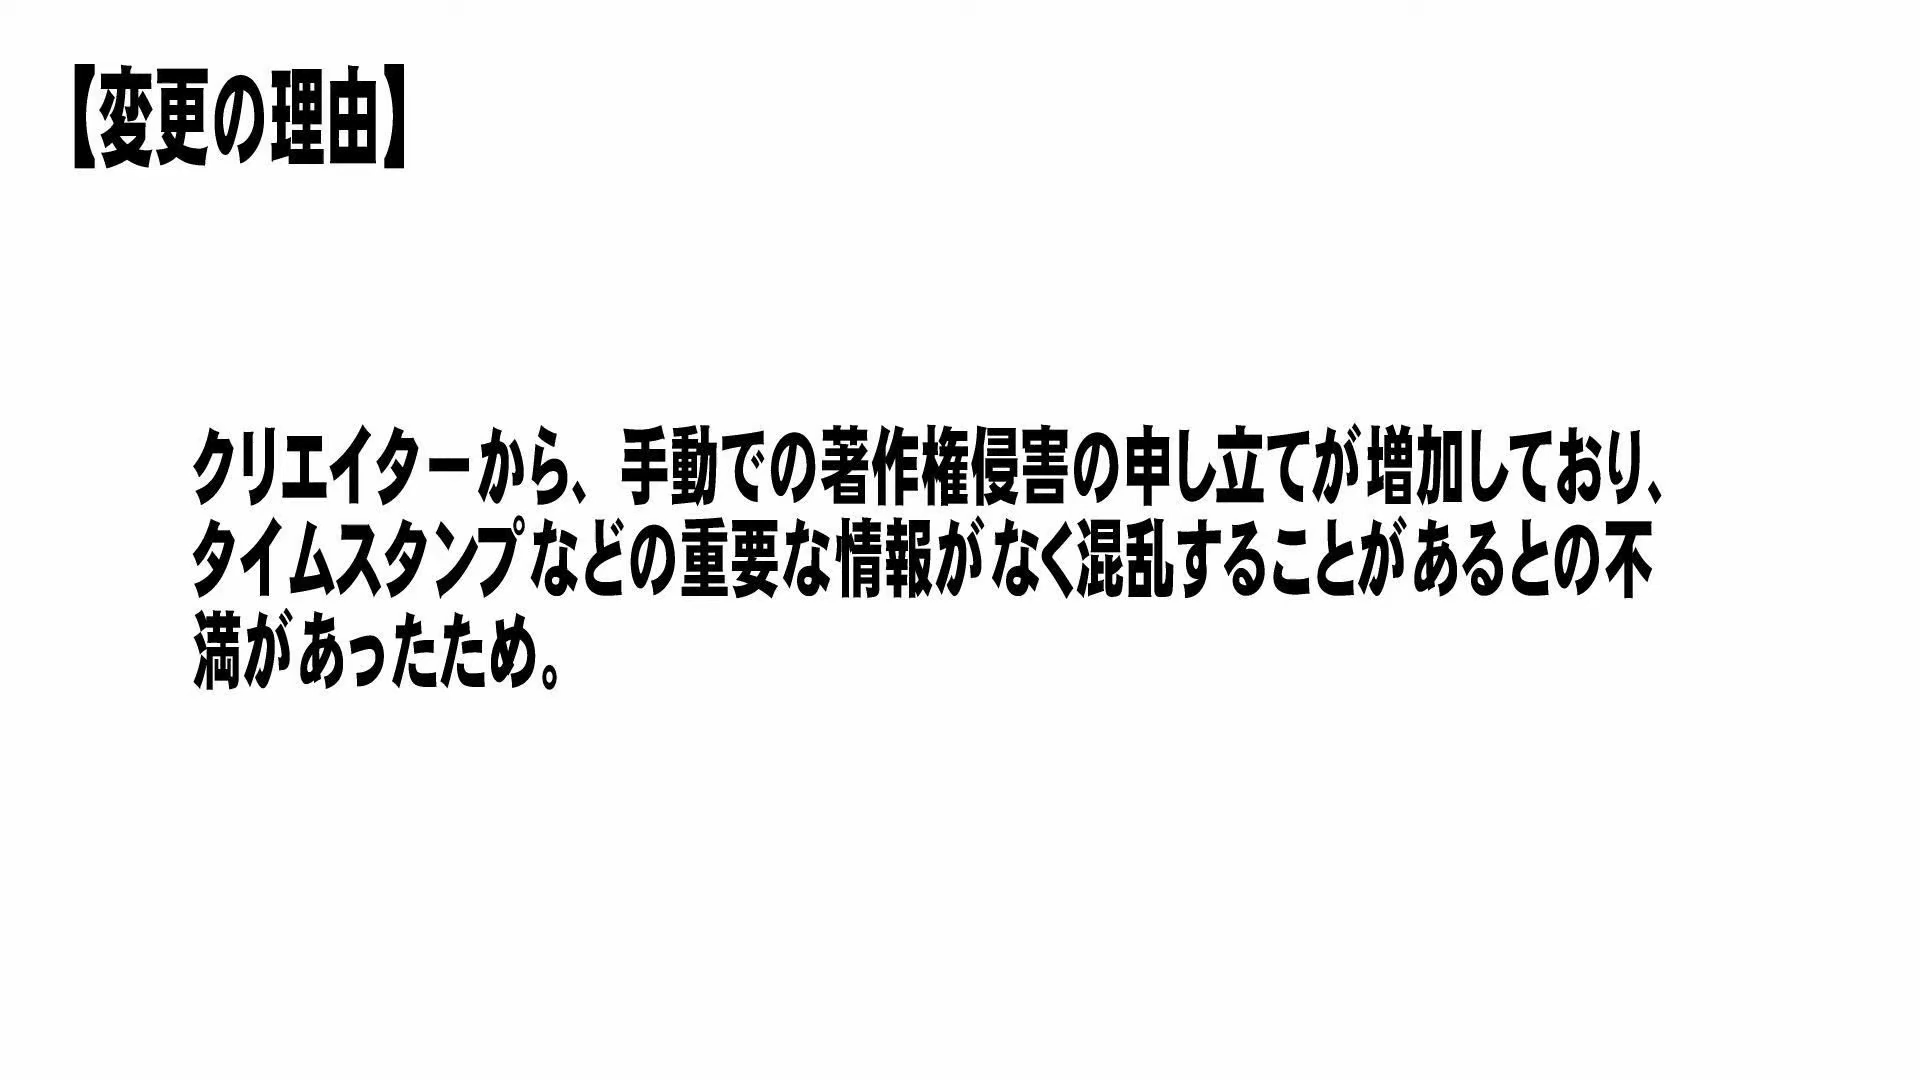 【変更の理由】
クリエイターから、手動での著作権侵害の申し立てが増加しており、
タイムスタンプなどの重要な情報がなく混乱することがあるとの不
満があったため。